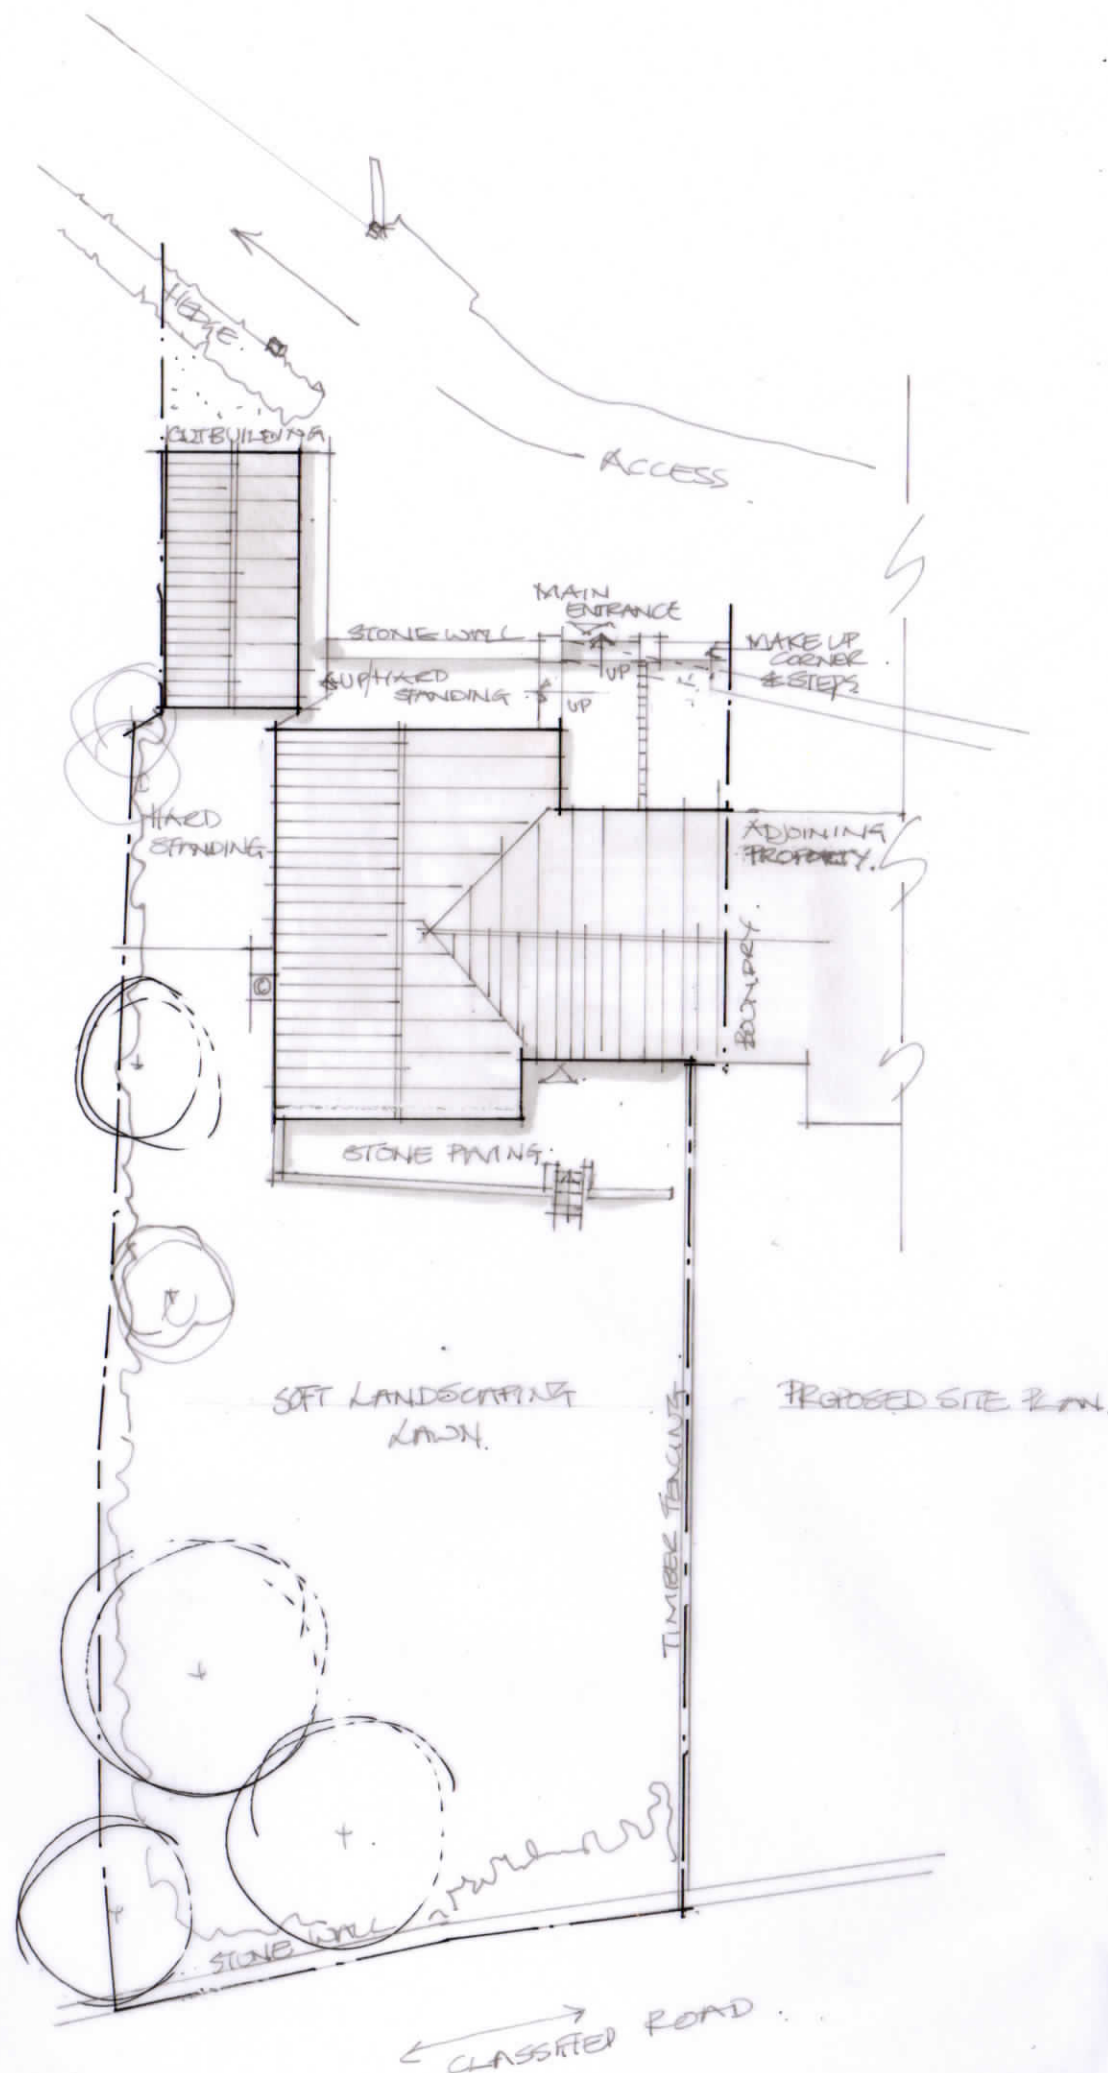 HEDGE.
OUTBUILDING
ACCESS.
MAIN
ENTRANCE
STONE WALL
MAKE UP
CORNER
& STEPS
UP/HARD
STANDING
UP
UP
HARD
STANDING
ADJOINING
PROPERTY.
BOUNDRY.
STONE PAVING.
SOFT LANDSCAPING
LAWN.
PROPOSED SITE PLAN
TIMBER FENCING
STONE WALL
CLASSIFIED ROAD.